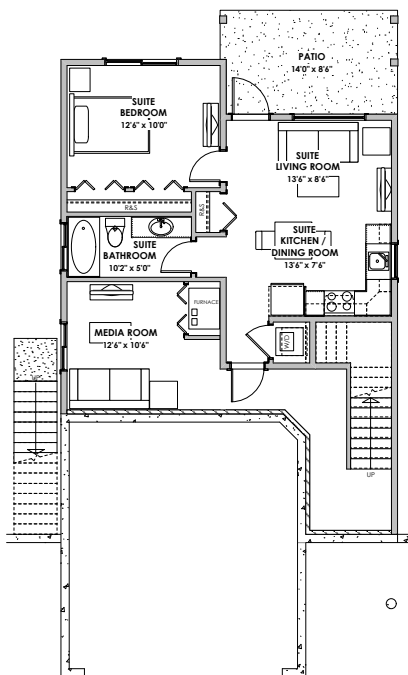 PATIO
14'0" x 8'6"
SUITE
BEDROOM
12'6" x 10'0"
SUITE
LIVING ROOM
13'6" x 8'6"
R&S
R&S
SUITE
KITCHEN /
DINING ROOM
13'6" x 7'6"
SUITE
BATHROOM
10'2" x 5'0"
FURNACE
MEDIA ROOM
12'6" x 10'6"
W/D
UP
UP